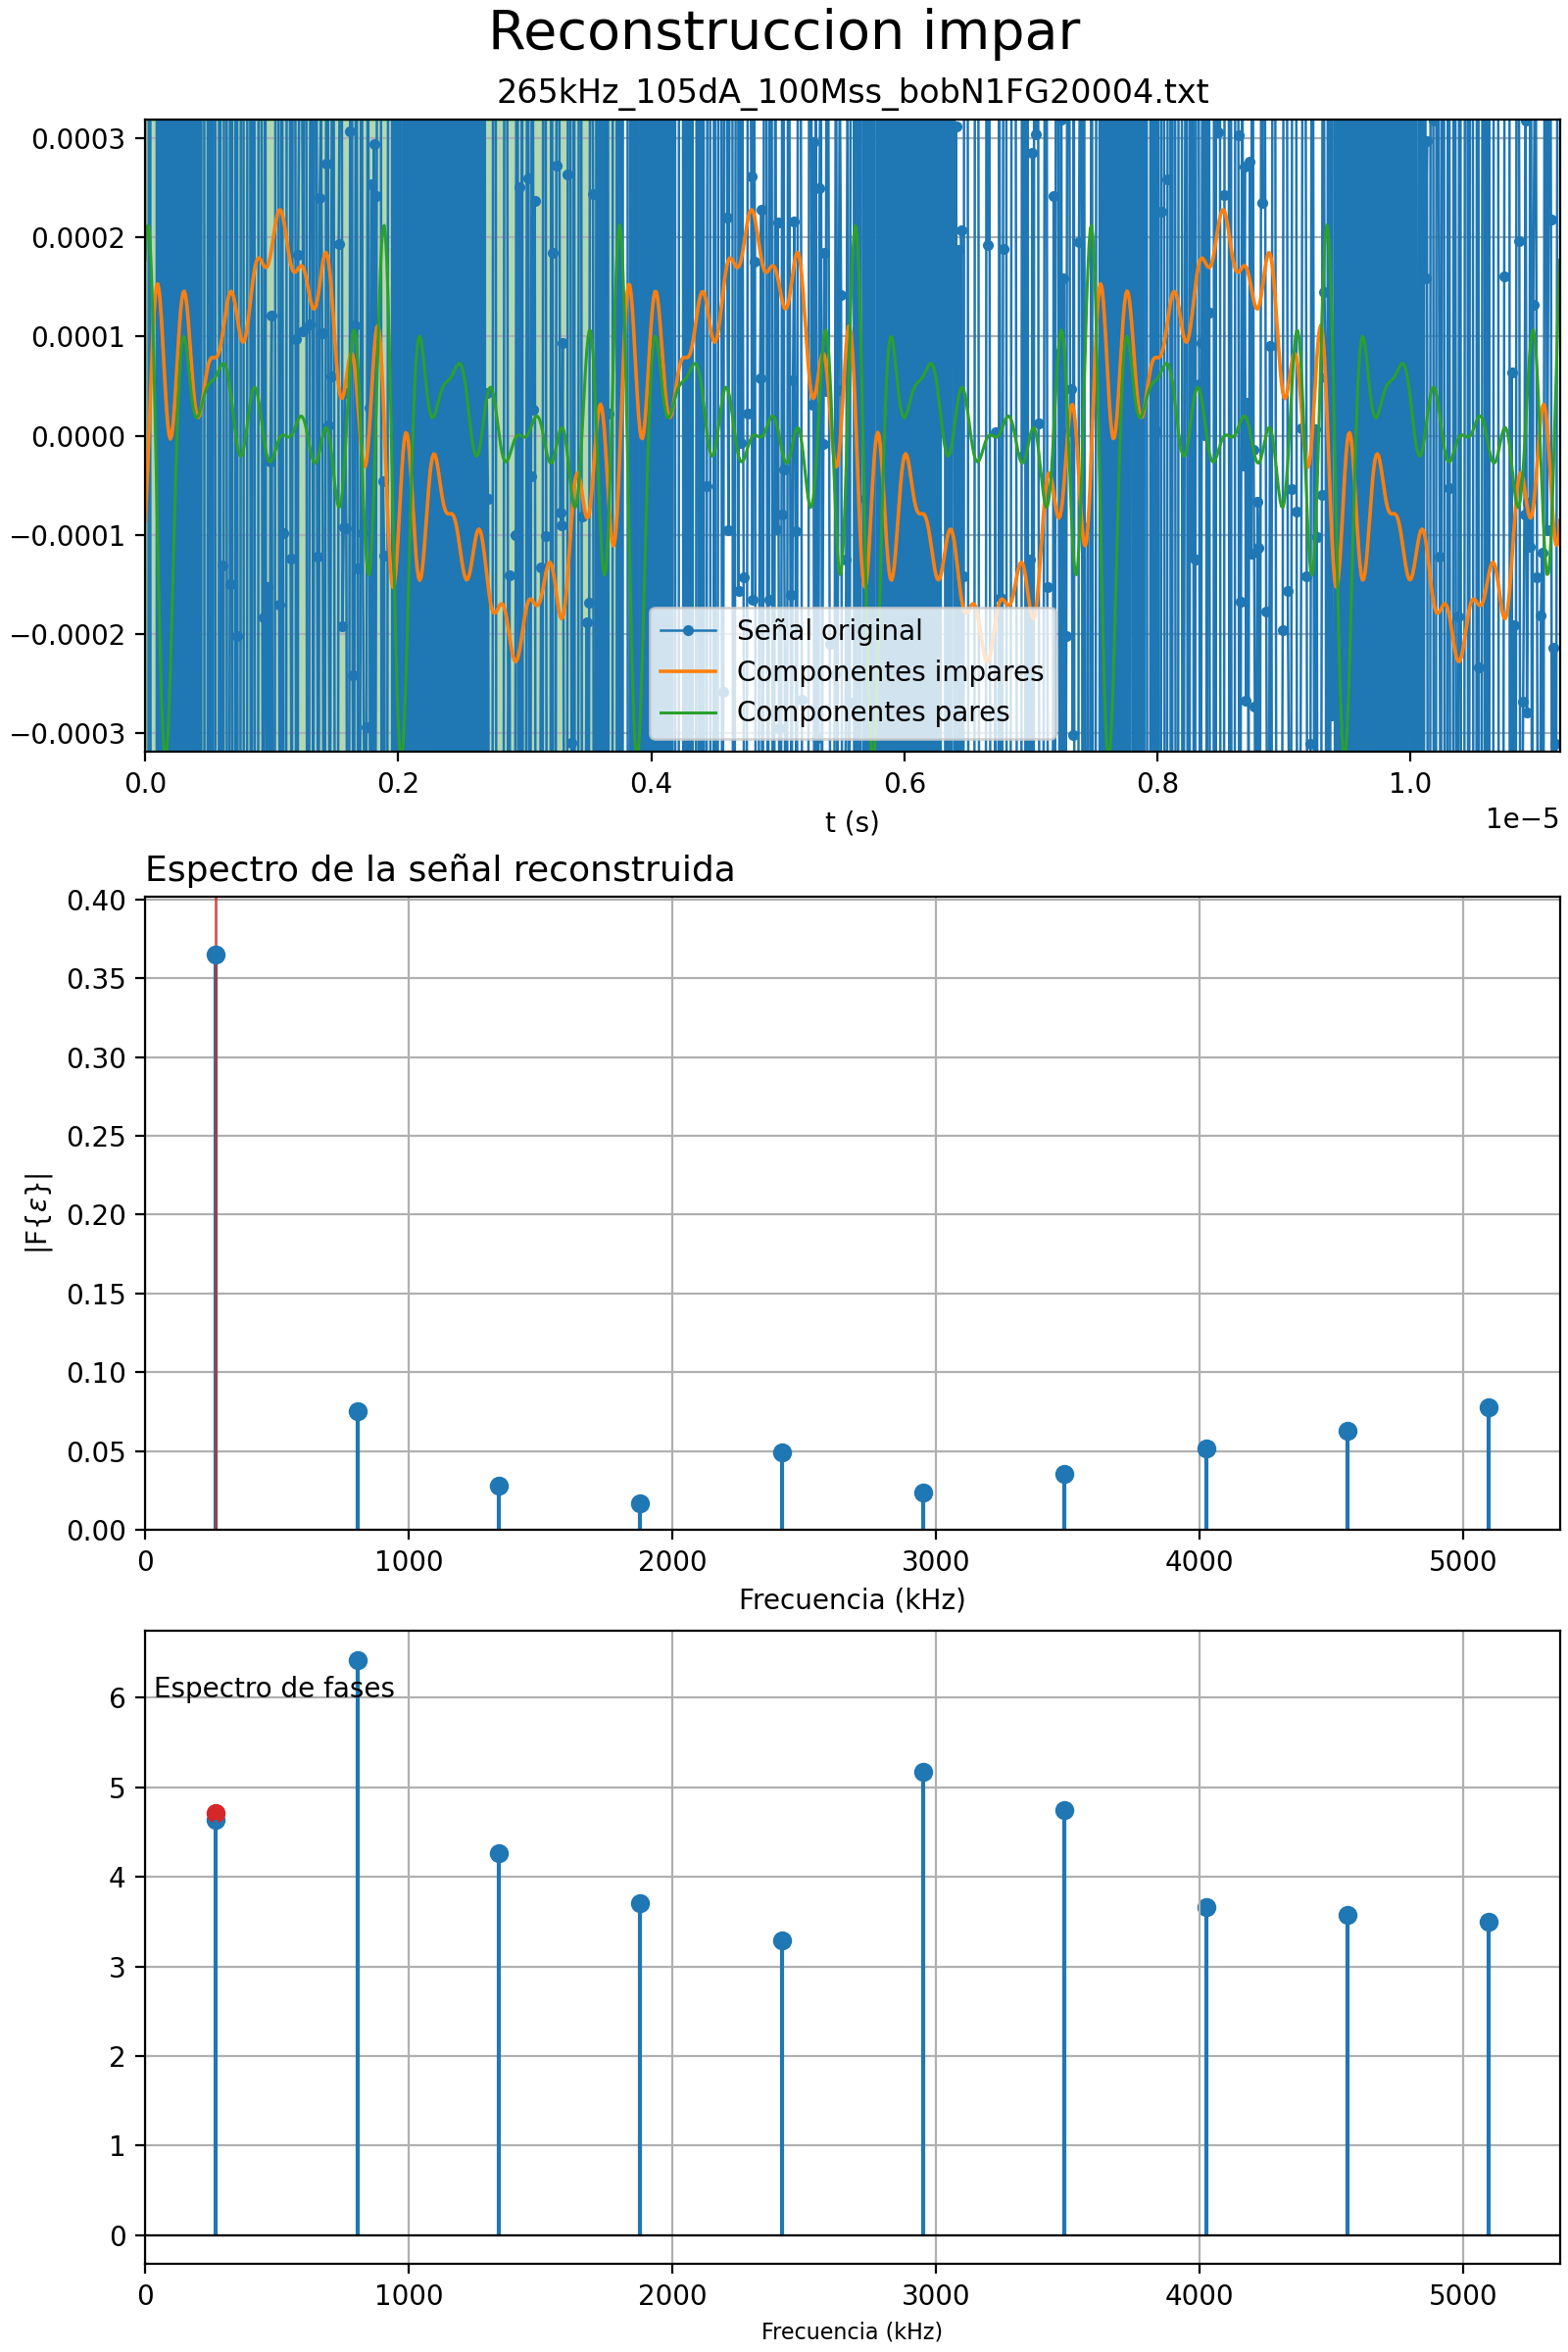 Reconstruccion impar
265kHz_105dA_100Mss_bobN1FG20004.txt
0.0003
0.0002
0.0001
0.0000
−0.0001
−0.0002
−0.0003
Señal original
Componentes impares
Componentes pares
0.0 0.2 0.4 0.6 0.8 1.0
t (s)
1e−5
Espectro de la señal reconstruida
0.40
0.35
0.30
0.25
0.20
0.15
0.10
0.05
0.00
|F{ε}|
0 1000 2000 3000 4000 5000
Frecuencia (kHz)
Espectro de fases
6
5
4
3
2
1
0
0 1000 2000 3000 4000 5000
Frecuencia (kHz)